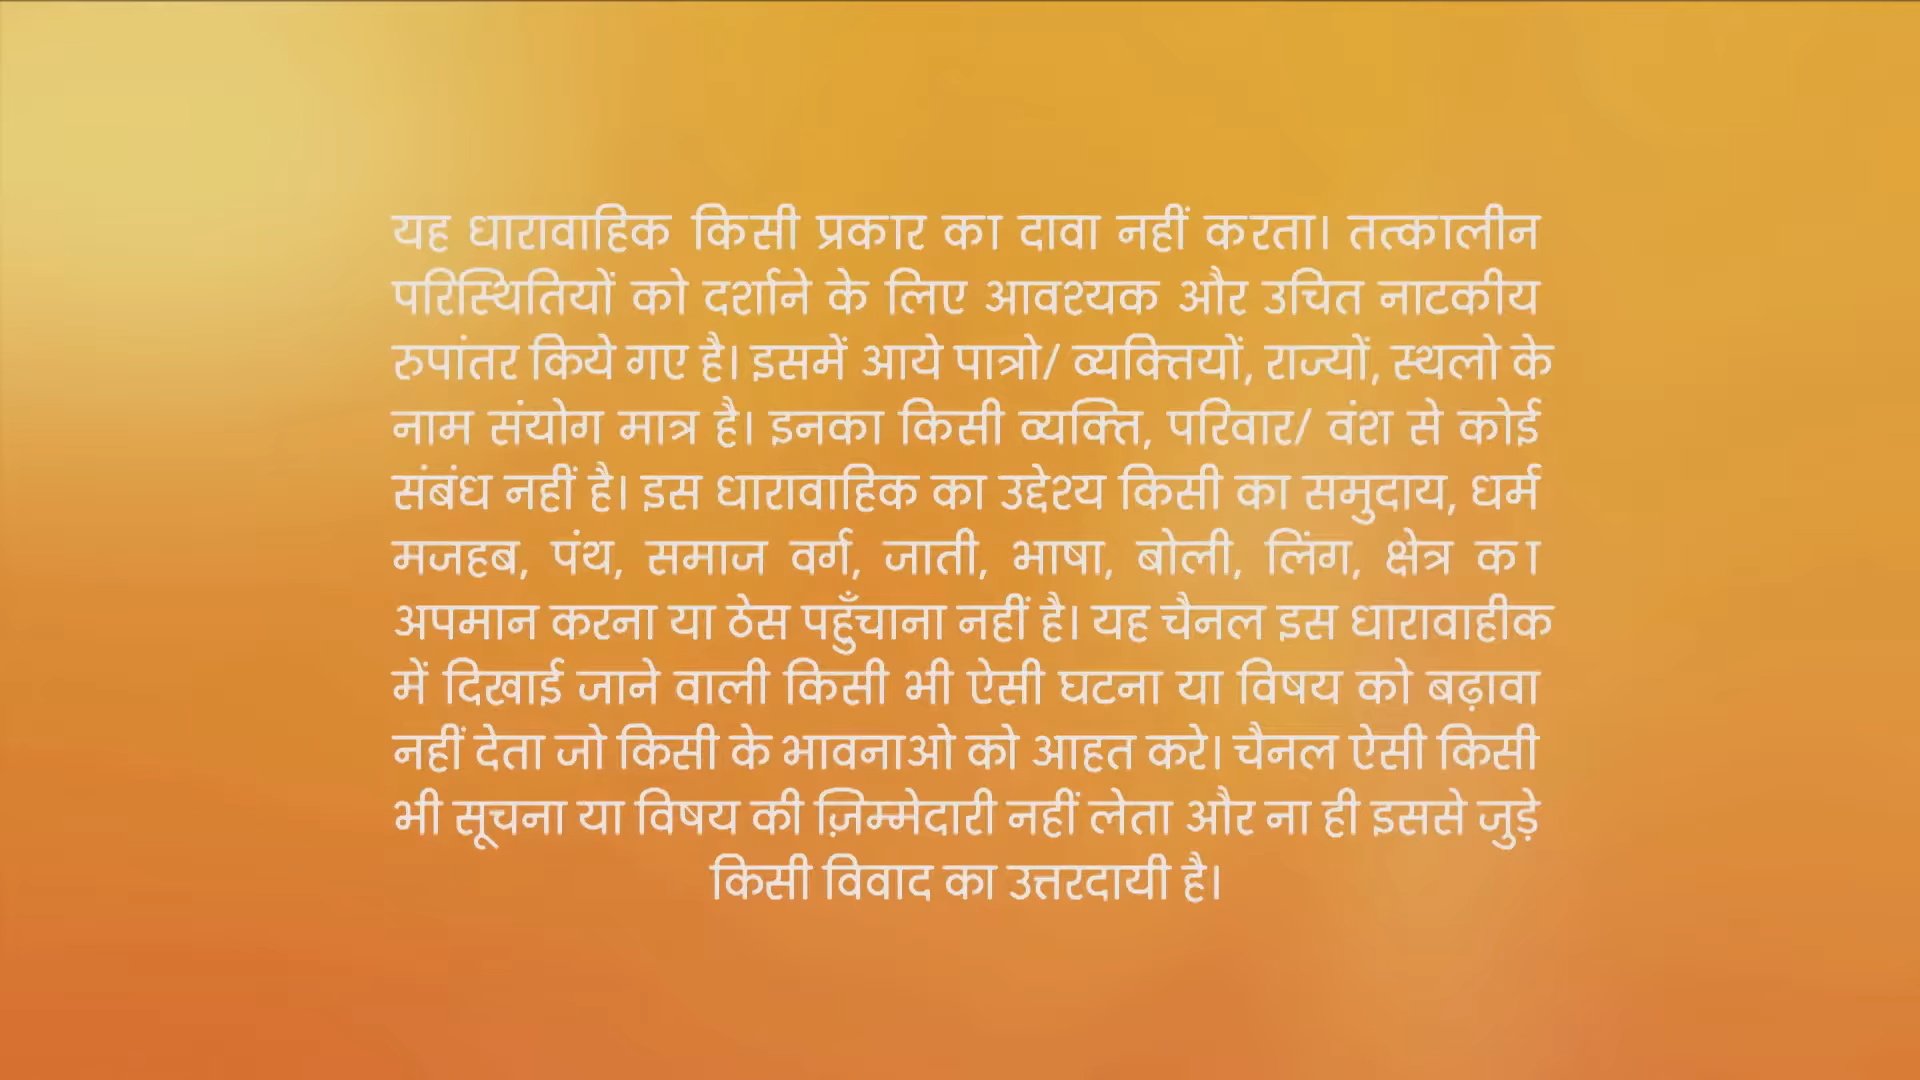 यह धारावाहिक किसी प्रकार का दावा नहीं करता। तत्कालीन
परिस्थितियों को दर्शाने के लिए आवश्यक और उचित नाटकीय
रुपांतर किये गए है। इसमें आये पात्रो/ व्यक्तियों, राज्यों, स्थलो के
नाम संयोग मात्र है। इनका किसी व्यक्ति, परिवार/ वंश से कोई
संबंध नहीं है। इस धारावाहिक का उद्देश्य किसी का समुदाय, धर्म
मजहब, पंथ, समाज वर्ग, जाती, भाषा, बोली, लिंग, क्षेत्र का
अपमान करना या ठेस पहुँचाना नहीं है। यह चैनल इस धारावाहीक
में दिखाई जाने वाली किसी भी ऐसी घटना या विषय को बढ़ावा
नहीं देता जो किसी के भावनाओ को आहत करे। चैनल ऐसी किसी
भी सूचना या विषय की ज़िम्मेदारी नहीं लेता और ना ही इससे जुड़े
किसी विवाद का उत्तरदायी है।